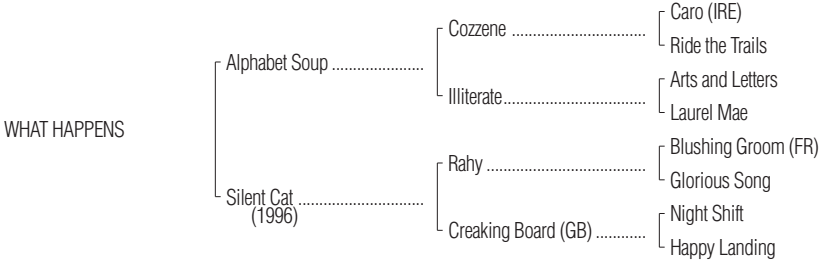 Caro (IRE)
Cozzene ................................
Ride the Trails
Alphabet Soup ......................
Arts and Letters
Illiterate..................................
Laurel Mae
WHAT HAPPENS
Blushing Groom (FR)
Rahy ......................................
Glorious Song
Silent Cat ..............................
(1996)
Night Shift
Creaking Board (GB) ............
Happy Landing